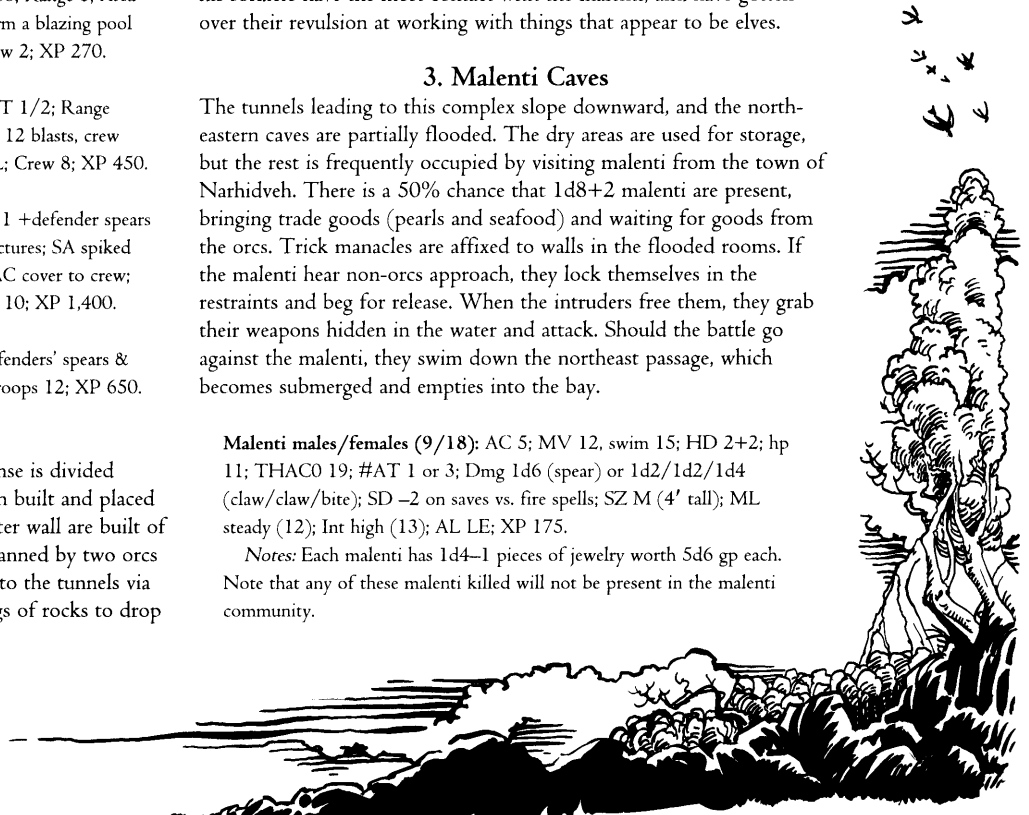 rm a blazing pool
w 2; XP 270.
T 1/2; Range
12 blasts, crew
; Crew 8; XP 450.
1 +defender spears
ctures; SA spiked
AC cover to crew;
10; XP 1,400.
fenders' spears &
roops 12; XP 650.
nse is divided
n built and placed
ter wall are built of
anned by two orcs
to the tunnels via
gs of rocks to drop
over their revulsion at working with things that appear to be elves.
3. Malenti Caves
The tunnels leading to this complex slope downward, and the north-
eastern caves are partially flooded. The dry areas are used for storage,
but the rest is frequently occupied by visiting malenti from the town of
Narhidveh. There is a 50% chance that 1d8+2 malenti are present,
bringing trade goods (pearls and seafood) and waiting for goods from
the orcs. Trick manacles are affixed to walls in the flooded rooms. If
the malenti hear non-orcs approach, they lock themselves in the
restraints and beg for release. When the intruders free them, they grab
their weapons hidden in the water and attack. Should the battle go
against the malenti, they swim down the northeast passage, which
becomes submerged and empties into the bay.
Malenti males/females (9/18): AC 5; MV 12, swim 15; HD 2+2; hp
11; THAC0 19; #AT 1 or 3; Dmg 1d6 (spear) or 1d2/1d2/1d4
(claw/claw/bite); SD –2 on saves vs. fire spells; SZ M (4′ tall); ML
steady (12); Int high (13); AL LE; XP 175.
Notes: Each malenti has 1d4–1 pieces of jewelry worth 5d6 gp each.
Note that any of these malenti killed will not be present in the malenti
community.